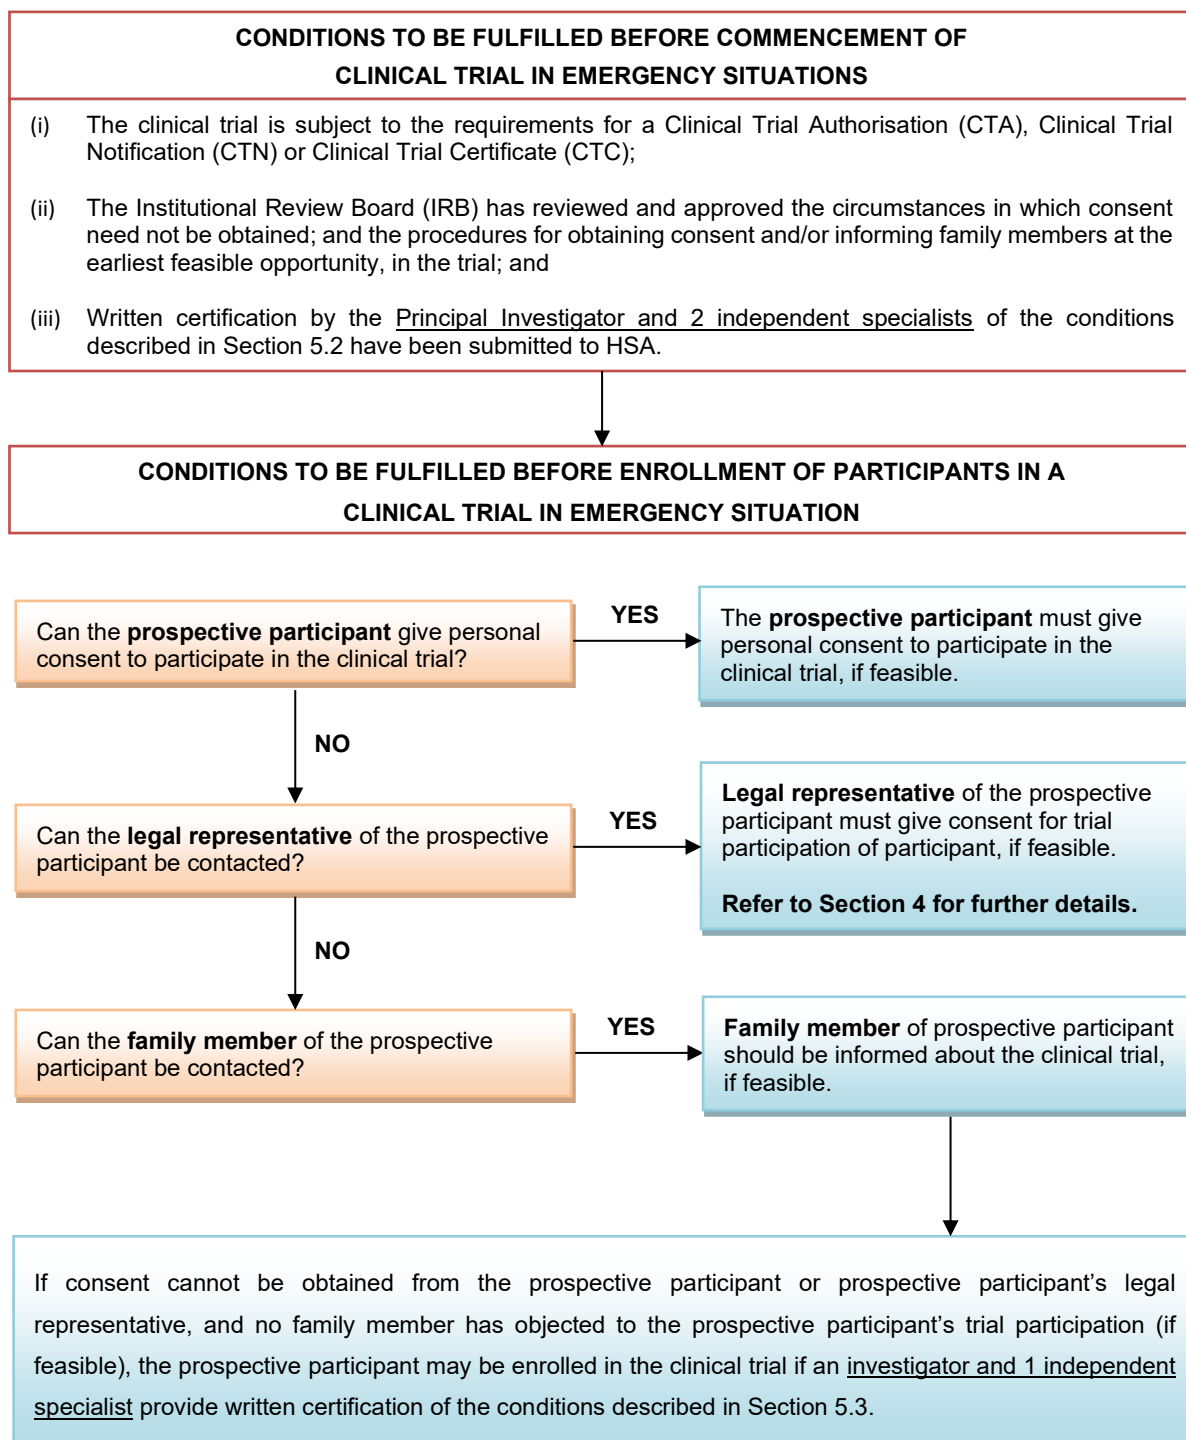 CONDITIONS TO BE FULFILLED BEFORE COMMENCEMENT OF
CLINICAL TRIAL IN EMERGENCY SITUATIONS
(i) The clinical trial is subject to the requirements for a Clinical Trial Authorisation (CTA), Clinical Trial
Notification (CTN) or Clinical Trial Certificate (CTC);
(ii) The Institutional Review Board (IRB) has reviewed and approved the circumstances in which consent
need not be obtained; and the procedures for obtaining consent and/or informing family members at the
earliest feasible opportunity, in the trial; and
(iii) Written certification by the Principal Investigator and 2 independent specialists of the conditions
described in Section 5.2 have been submitted to HSA.
CONDITIONS TO BE FULFILLED BEFORE ENROLLMENT OF PARTICIPANTS IN A
CLINICAL TRIAL IN EMERGENCY SITUATION
Can the prospective participant give personal
consent to participate in the clinical trial?
YES
The prospective participant must give
personal consent to participate in the
clinical trial, if feasible.
NO
Can the legal representative of the prospective
participant be contacted?
YES
Legal representative of the prospective
participant must give consent for trial
participation of participant, if feasible.
Refer to Section 4 for further details.
NO
Can the family member of the prospective
participant be contacted?
YES
Family member of prospective participant
should be informed about the clinical trial,
if feasible.
If consent cannot be obtained from the prospective participant or prospective participant's legal
representative, and no family member has objected to the prospective participant's trial participation (if
feasible), the prospective participant may be enrolled in the clinical trial if an investigator and 1 independent
specialist provide written certification of the conditions described in Section 5.3.